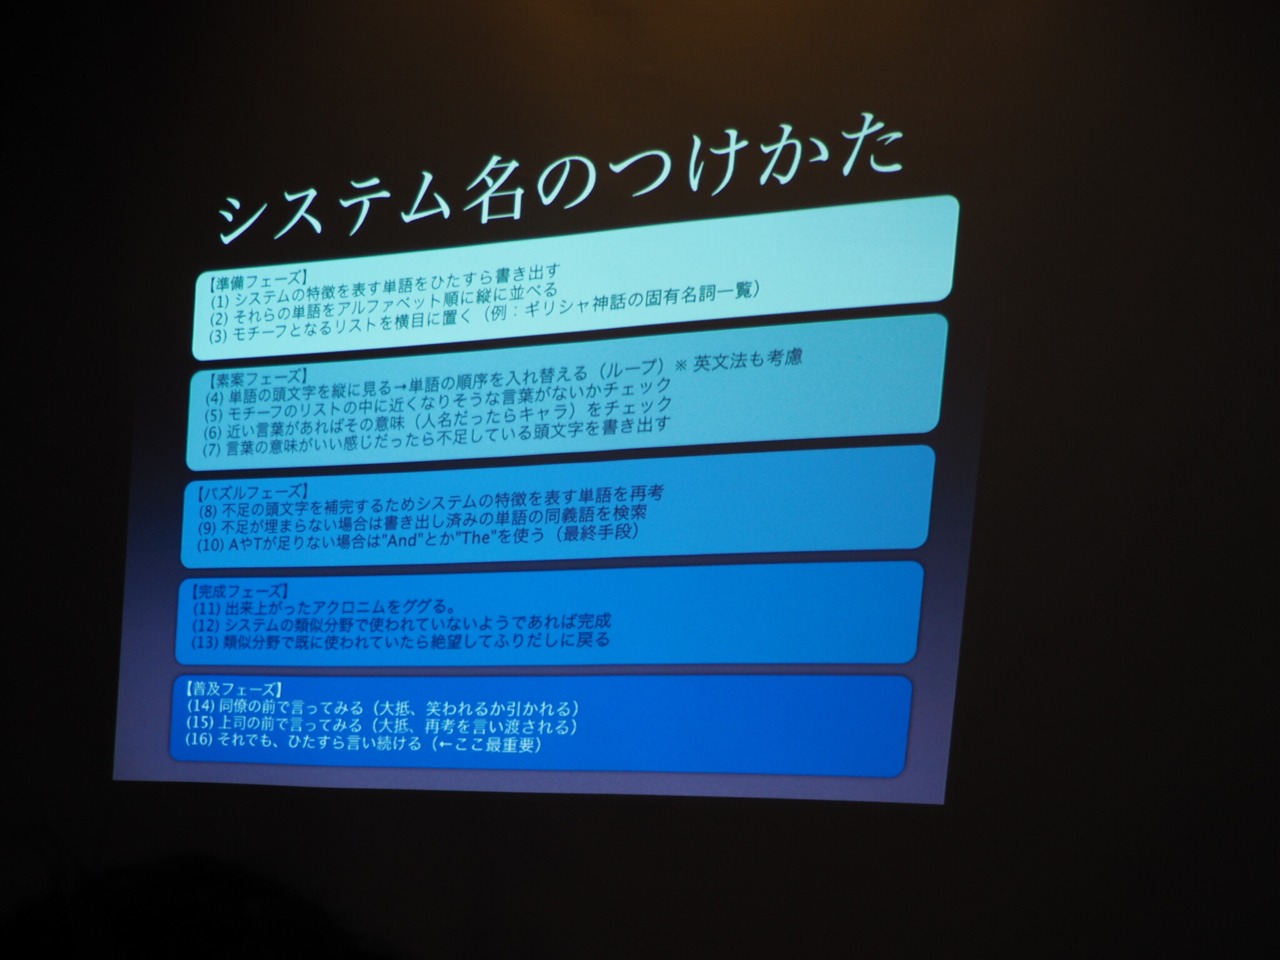 システム名のつけかた
【準備フェーズ】
(1) システムの特徴を表す単語をひたすら書き出す
(2) それらの単語をアルファベット順に縦に並べる
(3) モチーフとなるリストを横目に置く（例：ギリシャ神話の固有名詞一覧）
【素案フェーズ】
(4) 単語の頭文字を縦に見る→単語の順序を入れ替える（ループ）※ 英文法も考慮
(5) モチーフのリストの中に近くなりそうな言葉がないかチェック
(6) 近い言葉があればその意味（人名だったらキャラ）をチェック
(7) 言葉の意味がいい感じだったら不足している頭文字を書き出す
【パズルフェーズ】
(8) 不足の頭文字を補完するためシステムの特徴を表す単語を再考
(9) 不足が埋まらない場合は書き出し済みの単語の同義語を検索
(10) AやTが足りない場合は"And"とか"The"を使う（最終手段）
【完成フェーズ】
(11) 出来上がったアクロニムをググる。
(12) システムの類似分野で使われていないようであれば完成
(13) 類似分野で既に使われていたら絶望してふりだしに戻る
【普及フェーズ】
(14) 同僚の前で言ってみる（大抵、笑われるか引かれる）
(15) 上司の前で言ってみる（大抵、再考を言い渡される）
(16) それでも、ひたすら言い続ける（←ここ最重要）